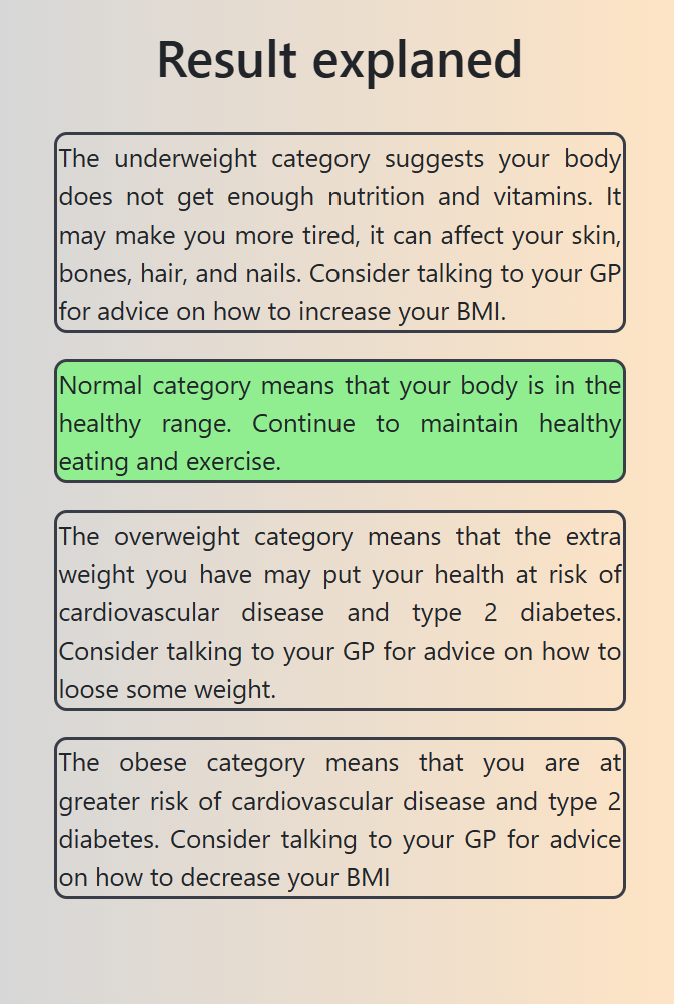 Result explaned
The underweight category suggests your body
does not get enough nutrition and vitamins. It
may make you more tired, it can affect your skin,
bones, hair, and nails. Consider talking to your GP
for advice on how to increase your BMI.
Normal category means that your body is in the
healthy range. Continue to maintain healthy
eating and exercise.
The overweight category means that the extra
weight you have may put your health at risk of
cardiovascular disease and type 2 diabetes.
Consider talking to your GP for advice on how to
loose some weight.
The obese category means that you are at
greater risk of cardiovascular disease and type 2
diabetes. Consider talking to your GP for advice
on how to decrease your BMI